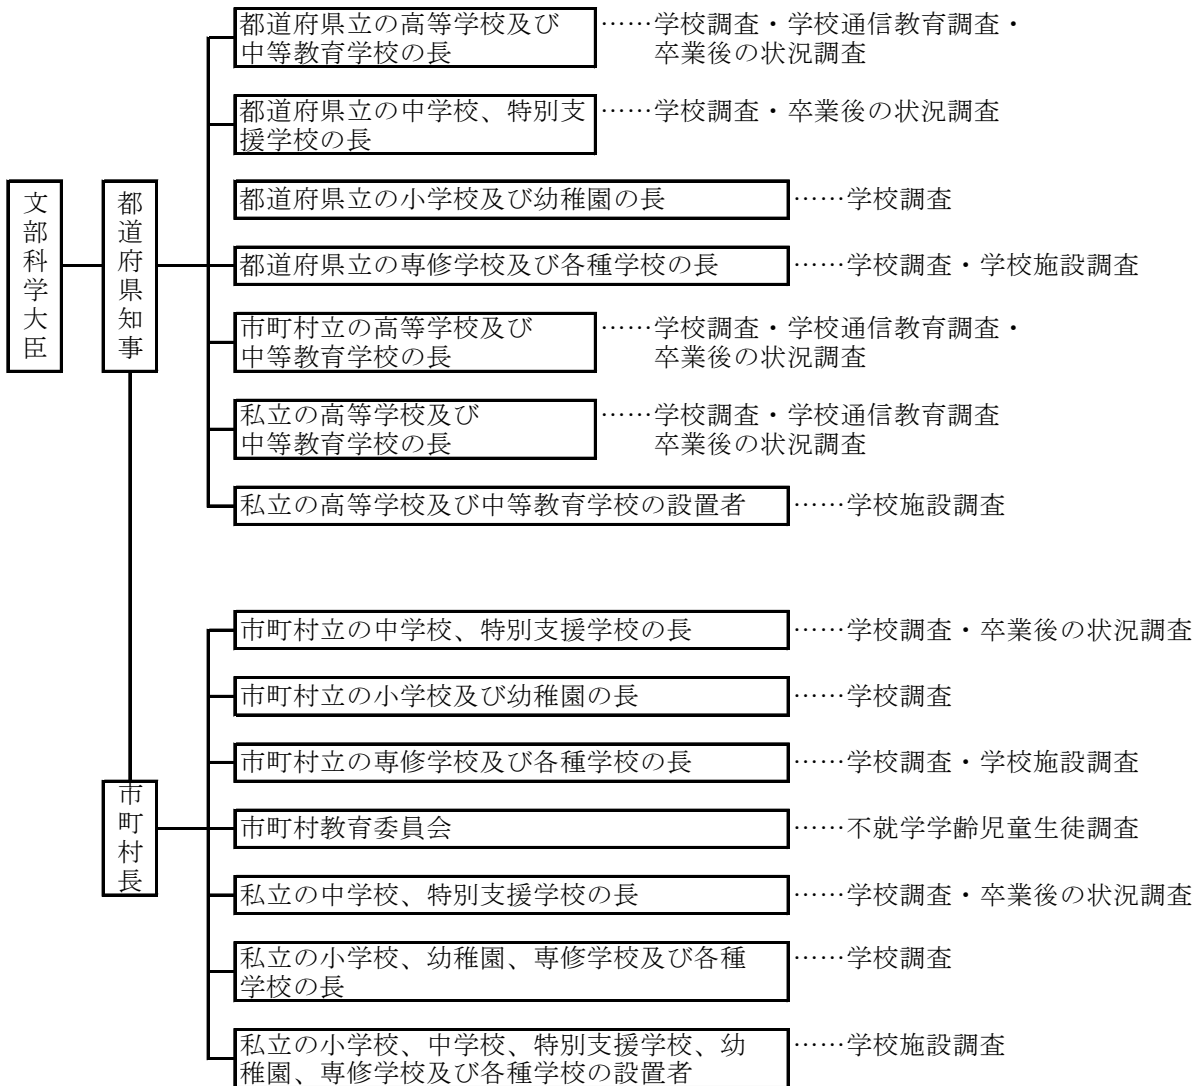 都道府県立の高等学校及び ……学校調査・学校通信教育調査・
中等教育学校の長 卒業後の状況調査
都道府県立の中学校、特別支 ……学校調査・卒業後の状況調査
援学校の長
文部科学大臣
都道府県知事
都道府県立の小学校及び幼稚園の長 ……学校調査
都道府県立の専修学校及び各種学校の長 ……学校調査・学校施設調査
市町村立の高等学校及び ……学校調査・学校通信教育調査・
中等教育学校の長 卒業後の状況調査
私立の高等学校及び ……学校調査・学校通信教育調査
中等教育学校の長 卒業後の状況調査
私立の高等学校及び中等教育学校の設置者 ……学校施設調査
市町村立の中学校、特別支援学校の長 ……学校調査・卒業後の状況調査
市町村立の小学校及び幼稚園の長 ……学校調査
市町村立の専修学校及び各種学校の長 ……学校調査・学校施設調査
市町村長
市町村教育委員会 ……不就学学齢児童生徒調査
私立の中学校、特別支援学校の長 ……学校調査・卒業後の状況調査
私立の小学校、幼稚園、専修学校及び各種 ……学校調査
学校の長
私立の小学校、中学校、特別支援学校、幼 ……学校施設調査
稚園、専修学校及び各種学校の設置者